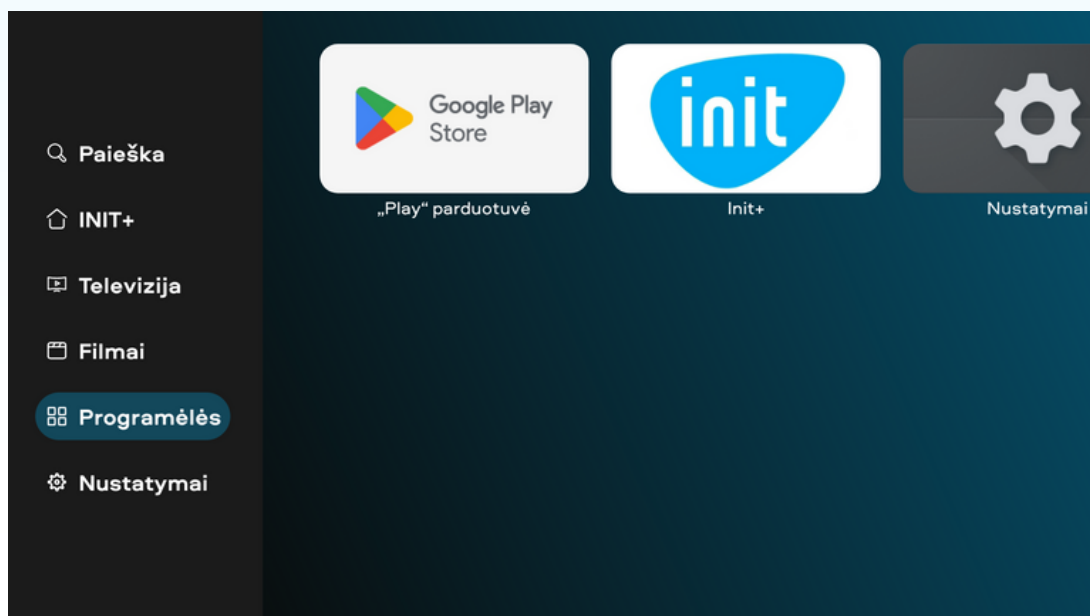 Paieška
INIT+
Televizija
Filmai
Programėlės
Nustatymai
Google Play
Store
init
„Play“ parduotuvė
Init+
Nustatymai